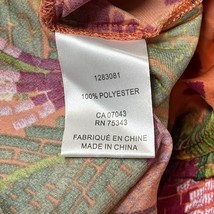 1283081
100% POLYESTER
CA 07043
RN 75343
FABRIQUÉ EN CHINE
MADE IN CHINA